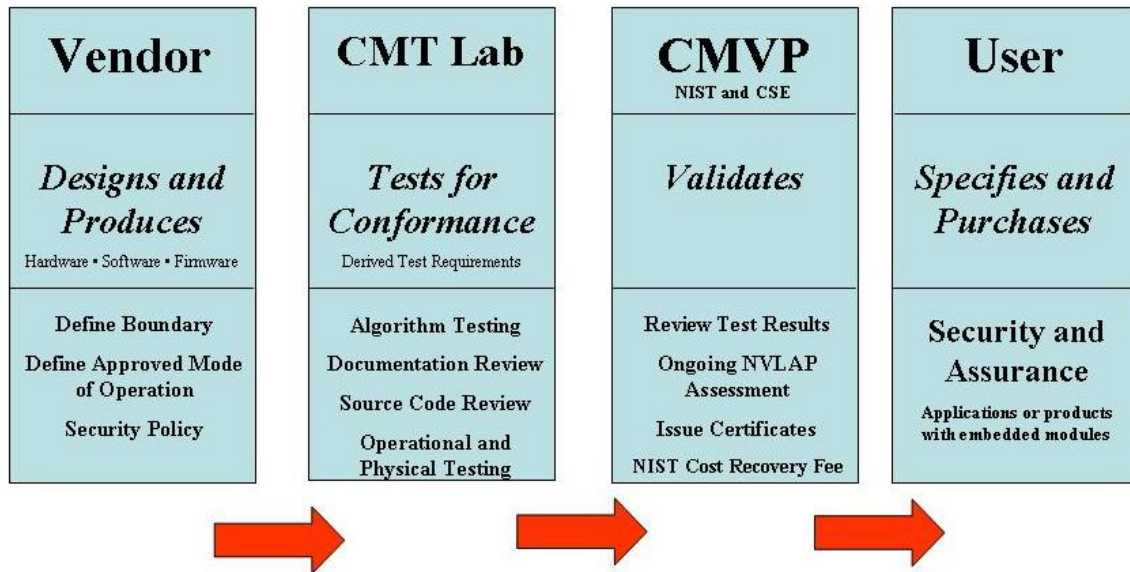 Vendor
Designs and
Produces
Hardware ▪ Software ▪ Firmware
Define Boundary
Define Approved Mode
of Operation
Security Policy
CMT Lab
Tests for
Conformance
Derived Test Requirements
Algorithm Testing
Documentation Review
Source Code Review
Operational and
Physical Testing
CMVP
NIST and CSE
Validates
Review Test Results
Ongoing NVLAP
Assessment
Issue Certificates
NIST Cost Recovery Fee
User
Specifies and
Purchases
Security and
Assurance
Applications or products
with embedded modules